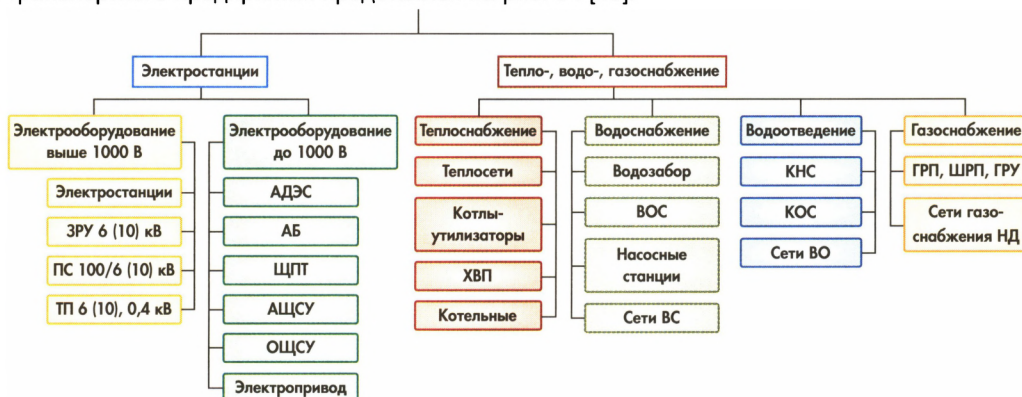 Электростанции
Тепло-, водо-, газоснабжение
Электрооборудование
выше 1000 В
Электростанции
ЗРУ 6 (10) кВ
ПС 100/6 (10) кВ
ТП 6 (10), 0,4 кВ
Электрооборудование
до 1000 В
АДЭС
АБ
ЩПТ
АЩСУ
ОЩСУ
Электропривод
Теплоснабжение
Теплосети
Котлы-
утилизаторы
ХВП
Котельные
Водоснабжение
Водозабор
ВОС
Насосные
станции
Сети ВС
Водоотведение
КНС
КОС
Сети ВО
Газоснабжение
ГРП, ШРП, ГРУ
Сети газо-
снабжения НД